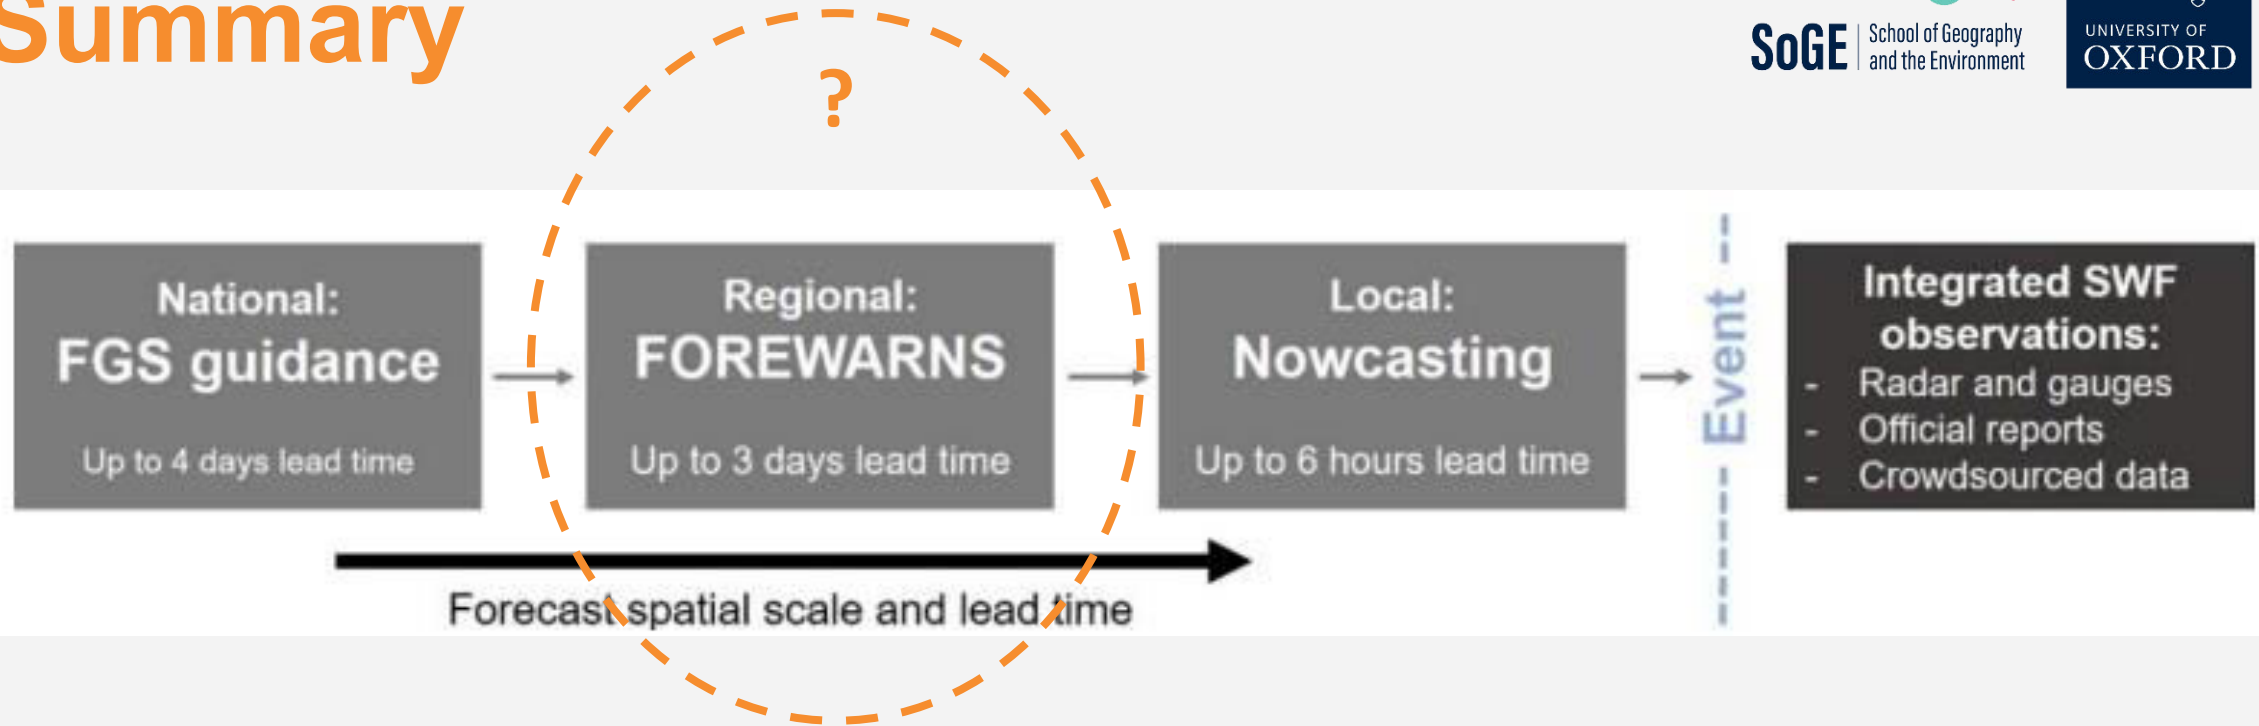 Summary
?
SoGE
School of Geography
and the Environment
UNIVERSITY OF
OXFORD
National:
FGS guidance
Up to 4 days lead time
Regional:
FOREWARNS
Up to 3 days lead time
Local:
Nowcasting
Up to 6 hours lead time
Event
Integrated SWF
observations:
- Radar and gauges
- Official reports
- Crowdsourced data
Forecast spatial scale and lead time